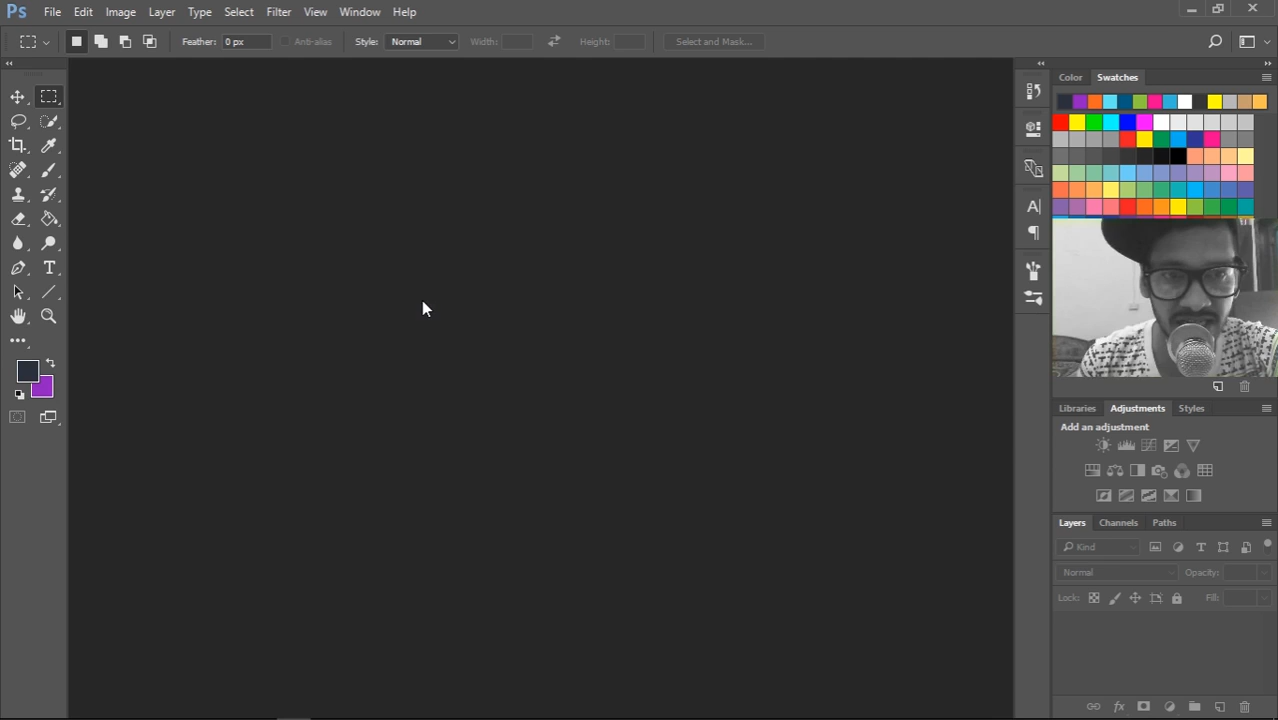 Ps File Edit Image Layer Type Select Filter View Window Help
Feather: 0 px Anti-alias Style: Normal Width: Height: Select and Mask...
Color Swatches
Libraries Adjustments Styles
Add an adjustment
Layers Channels Paths
Kind
Normal Opacity:
Lock: Fill: